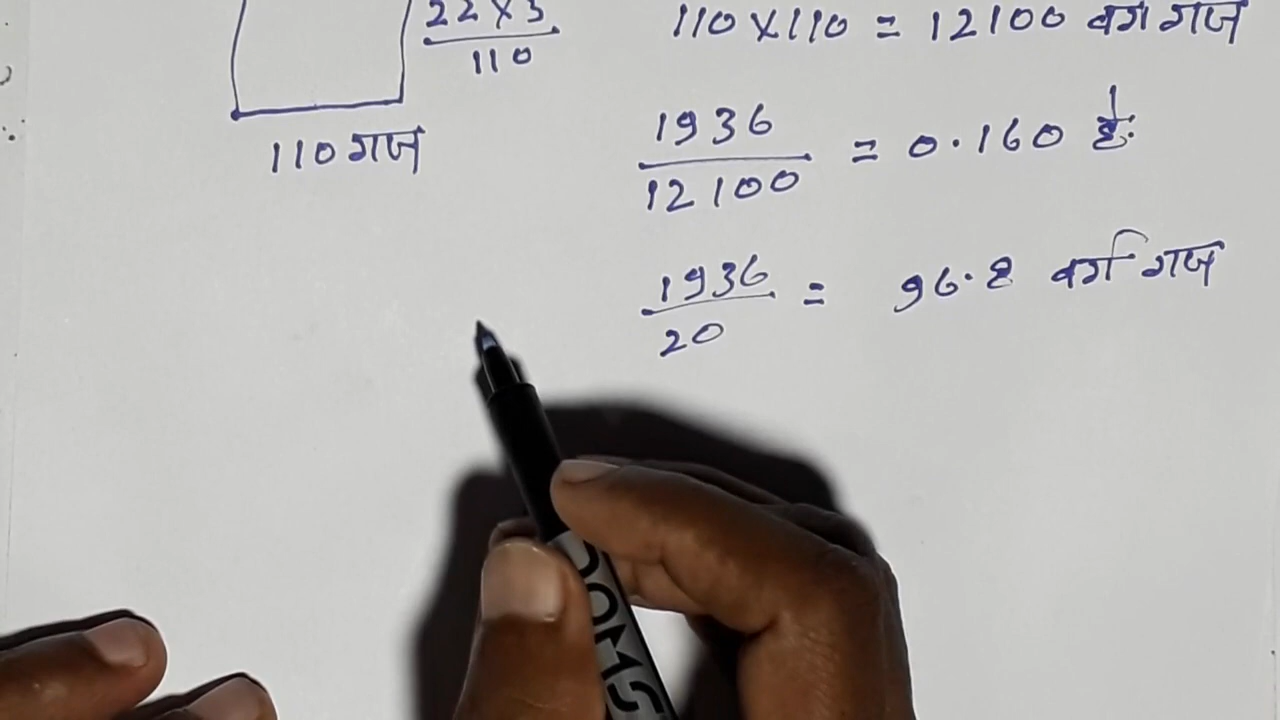 22 x 5
110
110 गज
110 x 110 = 12100 वर्ग गज
1936
12100
= 0.160 हे.
1936
20
= 96.8 वर्ग गज
DOMS